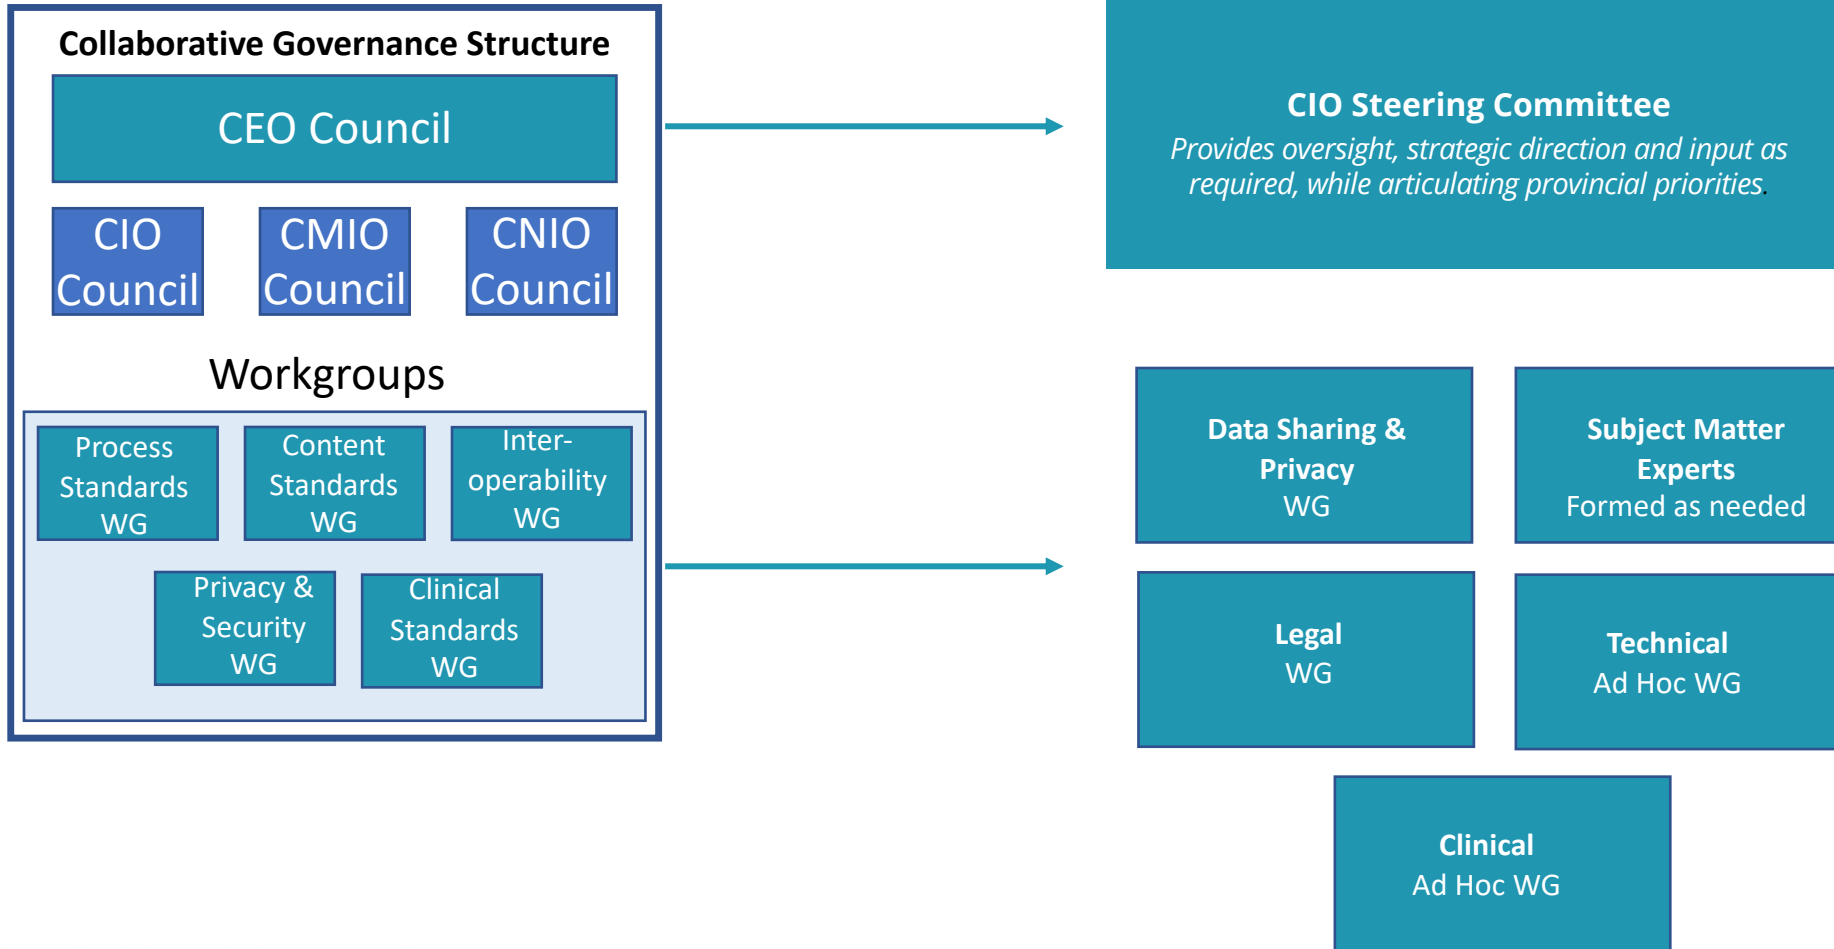 Collaborative Governance Structure
CEO Council
CIO
Council
CMIO
Council
CNIO
Council
Workgroups
Process
Standards
WG
Content
Standards
WG
Inter-
operability
WG
Privacy &
Security
WG
Clinical
Standards
WG
CIO Steering Committee
Provides oversight, strategic direction and input as
required, while articulating provincial priorities.
Data Sharing &
Privacy
WG
Subject Matter
Experts
Formed as needed
Legal
WG
Technical
Ad Hoc WG
Clinical
Ad Hoc WG